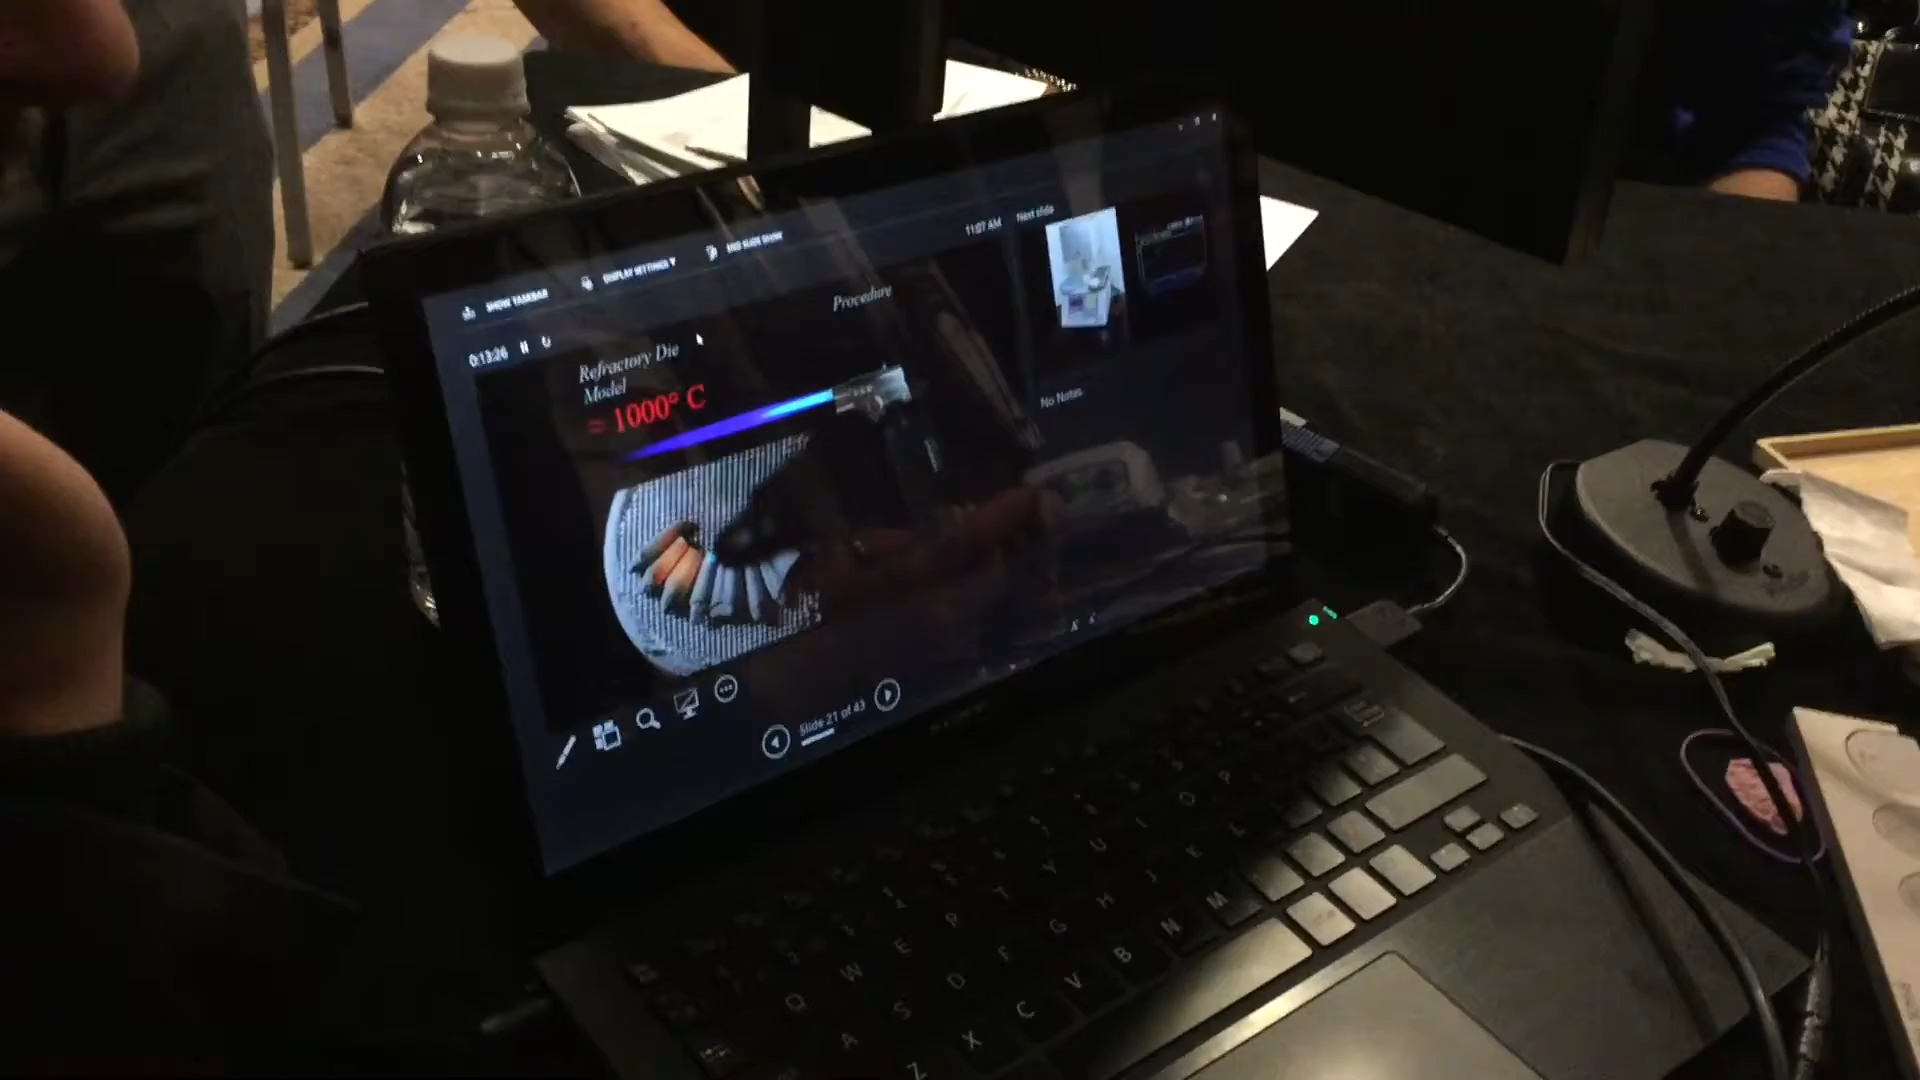 SHOW TASKBAR
DISPLAY SETTINGS ▼
END SLIDE SHOW
0:13:26
11:07 AM
Next slide
Procedure
Refractory Die
Model
= 1000° C
No Notes.
Slide 21 of 43
Q W E R T Y U I O P
A S D F G H J K L
Z X C V B N M